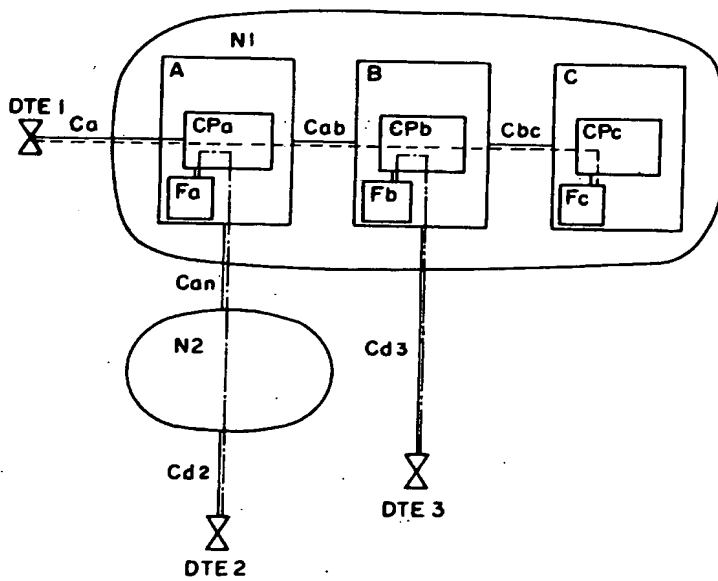 N1
A
B
C
DTE 1
Ca
CPa
Cab
CPb
Cbc
CPc
Fa
Fb
Fc
Can
N2
Cd3
Cd2
DTE 3
DTE 2